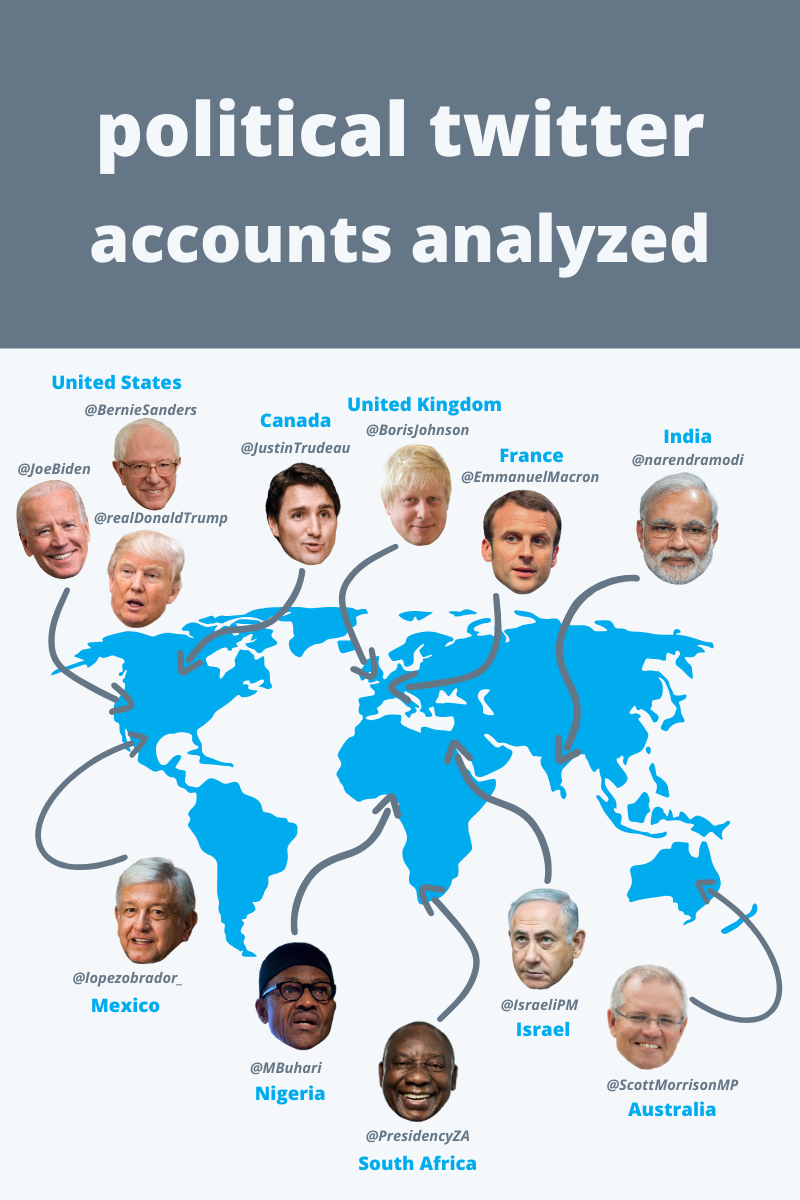 political twitter
accounts analyzed
United States
@BernieSanders
@JoeBiden
@realDonaldTrump
Canada
@JustinTrudeau
United Kingdom
@BorisJohnson
France
@EmmanuelMacron
India
@narendramodi
@lopezobrador_
Mexico
@MBuhari
Nigeria
@PresidencyZA
South Africa
@IsraeliPM
Israel
@ScottMorrisonMP
Australia